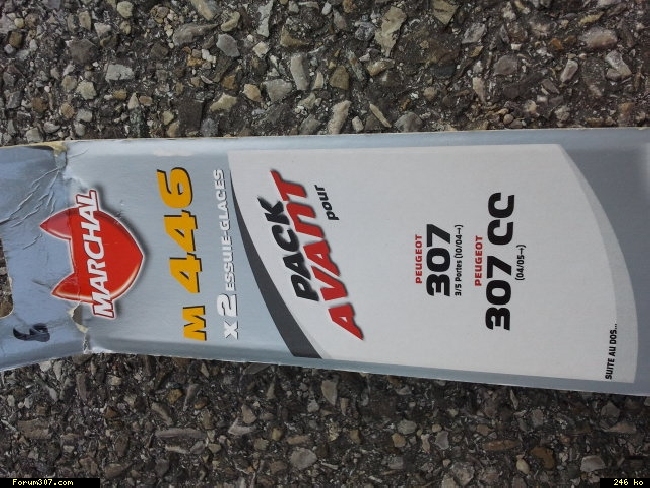 MARCHAL
M 446
X 2 ESSUIE-GLACES
PACK
AVANT
pour
PEUGEOT
307
3/5 Portes (10/04→)
PEUGEOT
307 CC
(04/05→)
SUITE AU DOS...
Forum307.com
246 ko